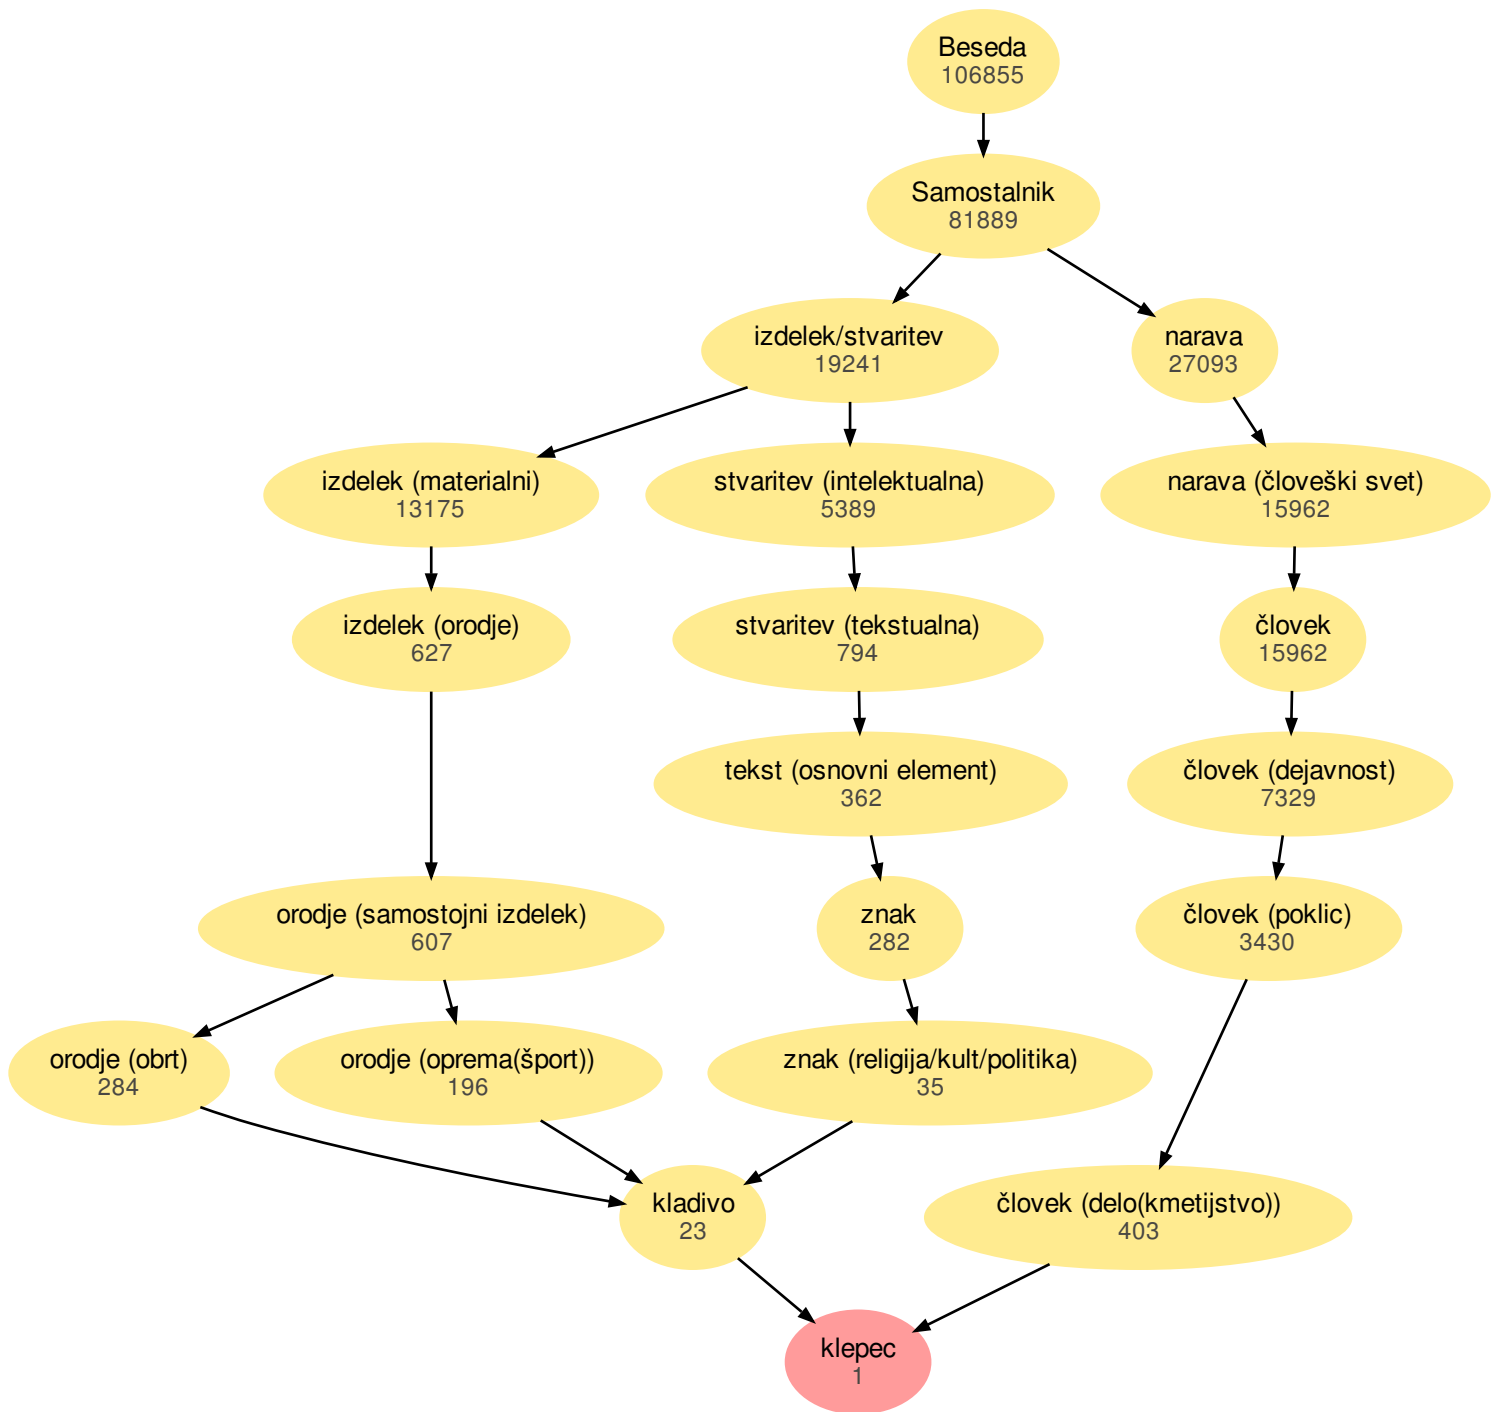 Beseda
106855
Samostalnik
81889
izdelek/stvaritev
19241
narava
27093
izdelek (materialni)
13175
stvaritev (intelektualna)
5389
narava (človeški svet)
15962
izdelek (orodje)
627
stvaritev (tekstualna)
794
človek
15962
tekst (osnovni element)
362
človek (dejavnost)
7329
orodje (samostojni izdelek)
607
znak
282
človek (poklic)
3430
orodje (obrt)
284
orodje (oprema(šport))
196
znak (religija/kult/politika)
35
kladivo
23
človek (delo(kmetijstvo))
403
klepec
1